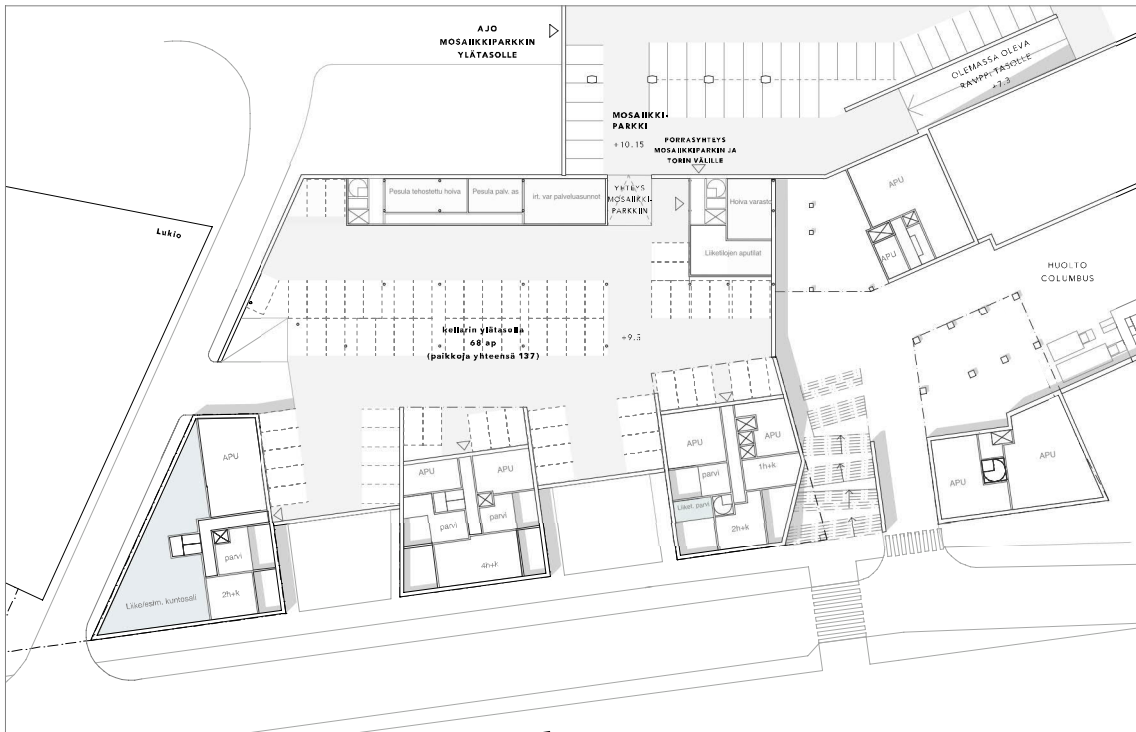 AJO
MOSAIIKKIPARKKIN
YLÄTASOLLE
OLEMASSA OLEVA
RAMPPI TASOLLE
+7.3
MOSAIIKKI-
PARKKI
+10.15
PORRASYHTEYS
MOSAIIKKIPARKIN JA
TORIN VÄLILLE
Pesula tehostettu hoiva
Pesula palv. as
irt. var palveluasunnot
YHTEYS
MOSAIIKKI-
PARKKIIN
Hoiva varasto
Liiketilojen aputilat
APU
APU
APU
Lukio
HUOLTO
COLUMBUS
kellarin ylätasolla
68 ap
(paikkoja yhteensä 137)
+9.5
APU
parvi
2h+k
Liike/esim. kuntosali
APU
APU
parvi
parvi
4h+k
APU
APU
parvi
1h+k
Liiket. parvi
2h+k
APU
APU